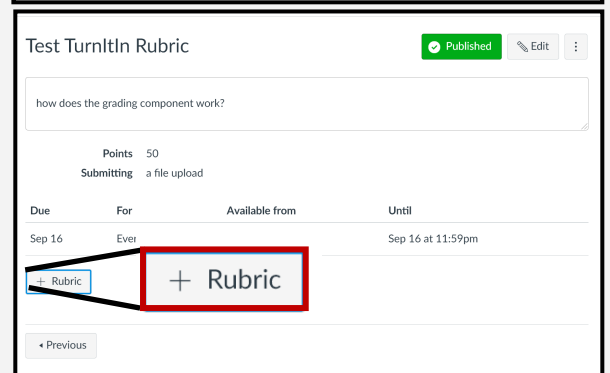 Test TurnItIn Rubric
Published
Edit
how does the grading component work?
Points 50
Submitting a file upload
Due For Available from Until
Sep 16 Sep 16 at 11:59pm
+ Rubric
+ Rubric
Previous